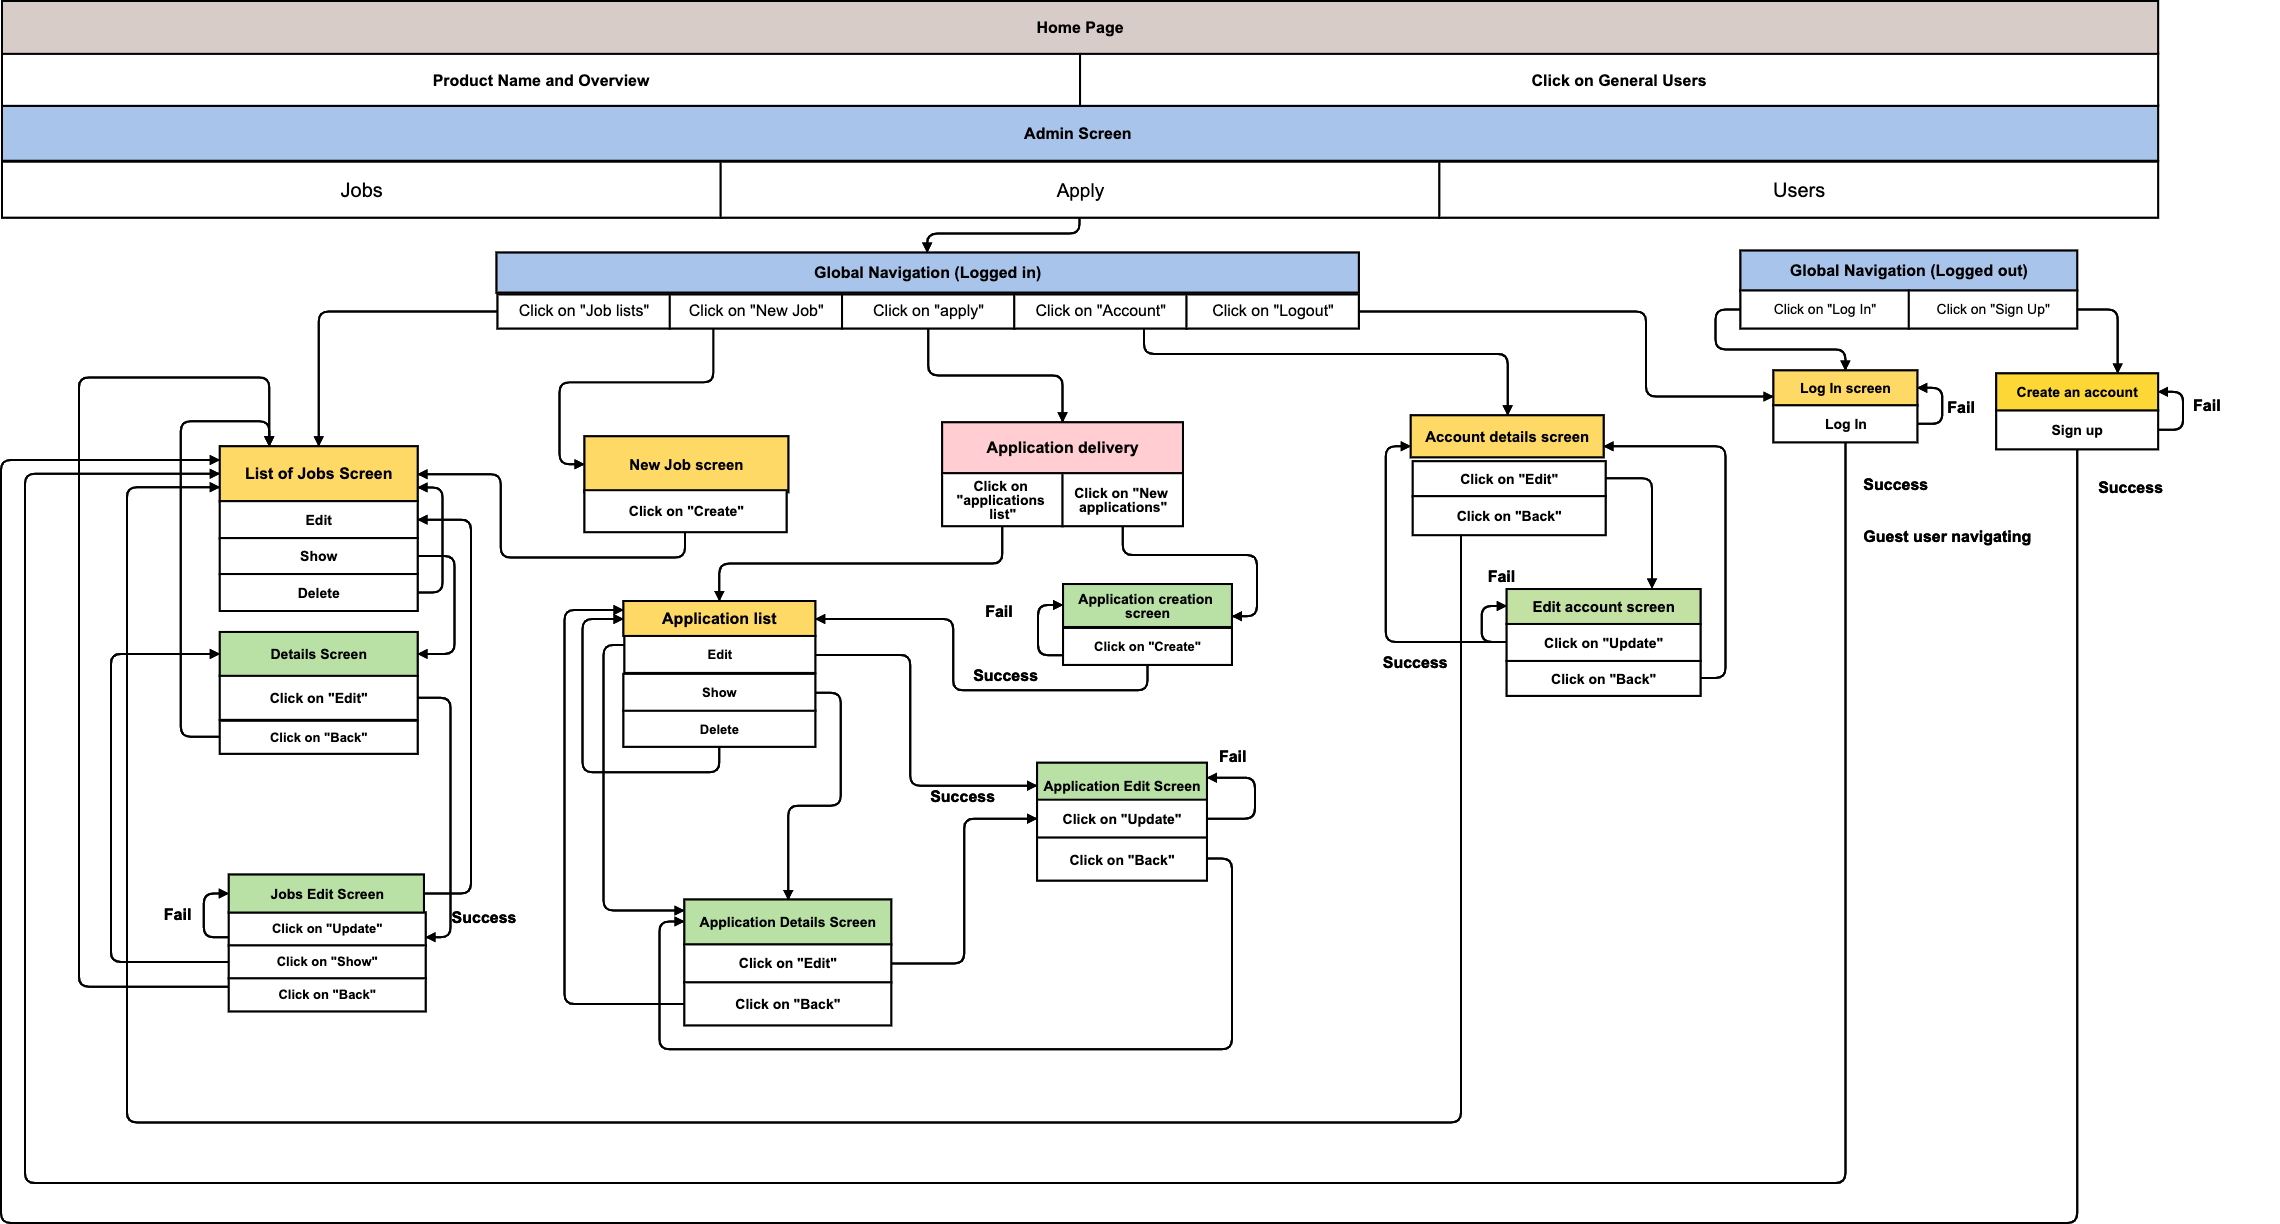 Home Page
Product Name and Overview
Click on General Users
Admin Screen
Jobs
Apply
Users
Global Navigation (Logged in)
Click on "Job lists"
Click on "New Job"
Click on "apply"
Click on "Account"
Click on "Logout"
Global Navigation (Logged out)
Click on "Log In"
Click on "Sign Up"
Log In screen
Log In
Fail
Create an account
Sign up
Fail
Success
Success
Guest user navigating
List of Jobs Screen
Edit
Show
Delete
New Job screen
Click on "Create"
Application delivery
Click on
"applications
list"
Click on "New
applications"
Account details screen
Click on "Edit"
Click on "Back"
Fail
Edit account screen
Click on "Update"
Click on "Back"
Success
Application creation
screen
Click on "Create"
Fail
Success
Application list
Edit
Show
Delete
Details Screen
Click on "Edit"
Click on "Back"
Success
Application Edit Screen
Click on "Update"
Click on "Back"
Fail
Jobs Edit Screen
Click on "Update"
Click on "Show"
Click on "Back"
Fail
Success
Application Details Screen
Click on "Edit"
Click on "Back"